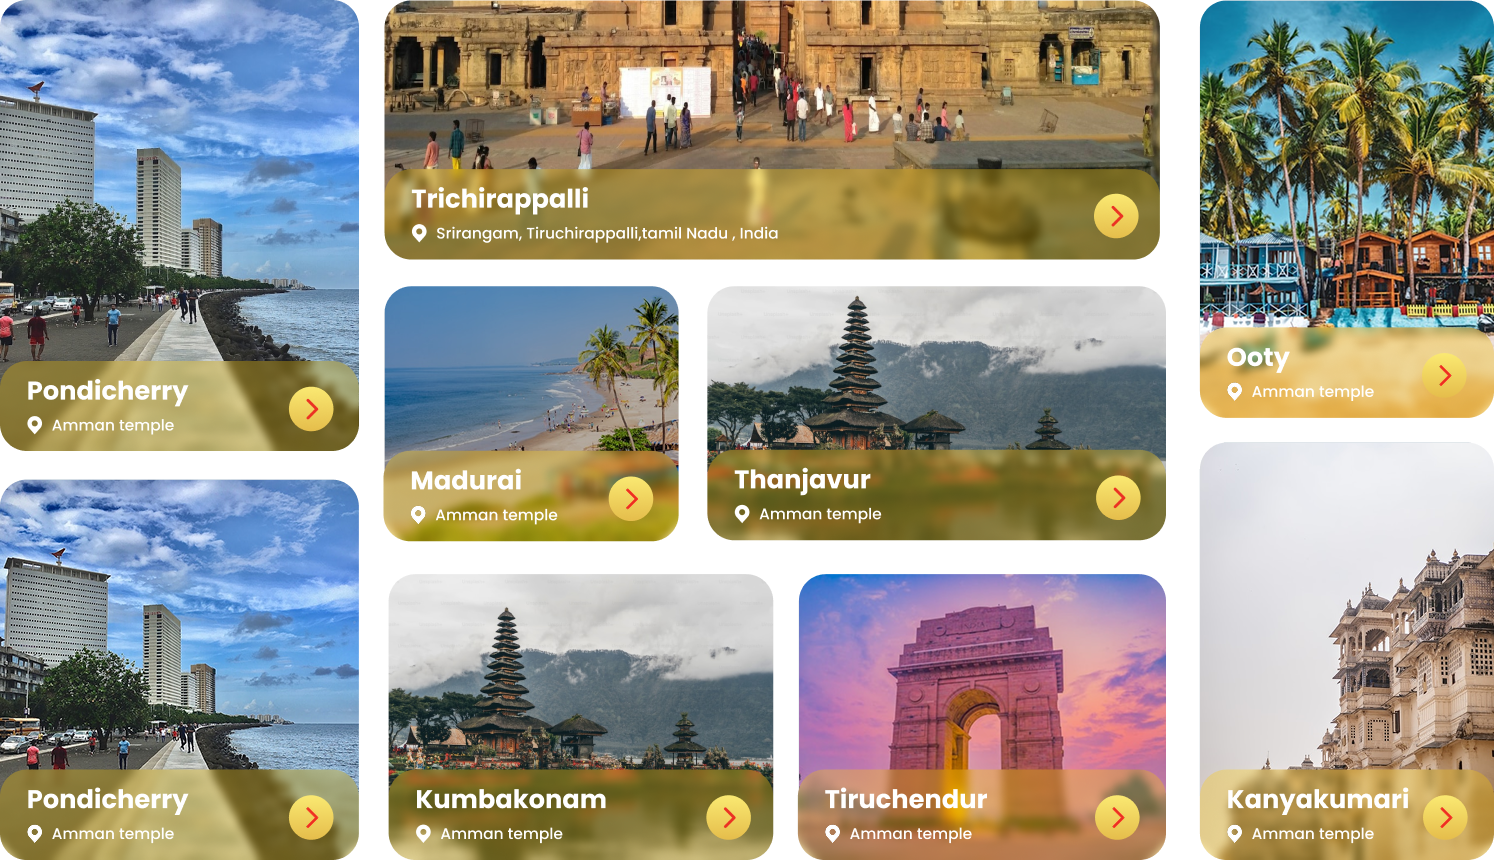 Pondicherry
Amman temple
Trichirappalli
Srirangam, Tiruchirappalli,tamil Nadu , India
Ooty
Amman temple
Madurai
Amman temple
Thanjavur
Amman temple
Pondicherry
Amman temple
Kumbakonam
Amman temple
Tiruchendur
Amman temple
Kanyakumari
Amman temple